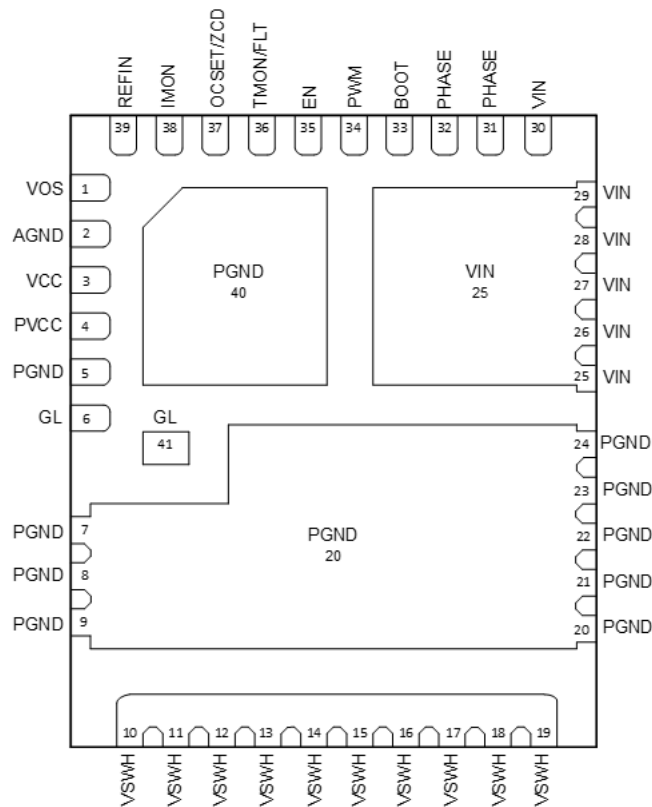 REFIN
IMON
OCSET/ZCD
TMON/FLT
EN
PWM
BOOT
PHASE
PHASE
VIN
39
38
37
36
35
34
33
32
31
30
VOS
1
AGND
2
VCC
3
PVCC
4
PGND
5
GL
6
PGND
7
PGND
8
PGND
9
PGND
40
VIN
25
GL
41
PGND
20
29
VIN
28
VIN
27
VIN
26
VIN
25
VIN
24
PGND
23
PGND
22
PGND
21
PGND
20
PGND
10
11
12
13
14
15
16
17
18
19
VSWH
VSWH
VSWH
VSWH
VSWH
VSWH
VSWH
VSWH
VSWH
VSWH